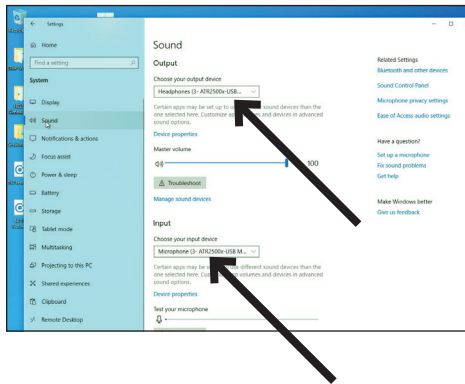 Settings
Home
Find a setting
System
Display
Sound
Notifications & actions
Focus assist
Power & sleep
Battery
Storage
Tablet mode
Multitasking
Projecting to this PC
Shared experiences
Clipboard
Remote Desktop
Sound
Output
Choose your output device
Headphones (3- ATR2500x-USB...
Certain apps may be set to use different sound devices than the
one selected here. Customize app volumes and devices in advanced
sound options.
Device properties
Master volume
100
Troubleshoot
Manage sound devices
Input
Choose your input device
Microphone (3- ATR2500x-USB M...
Certain apps may be set to use different sound devices than the
one selected here. Customize app volumes and devices in advanced
sound options.
Device properties
Test your microphone
Related Settings
Bluetooth and other devices
Sound Control Panel
Microphone privacy settings
Ease of Access audio settings
Have a question?
Set up a microphone
Fix sound problems
Get help
Make Windows better
Give us feedback